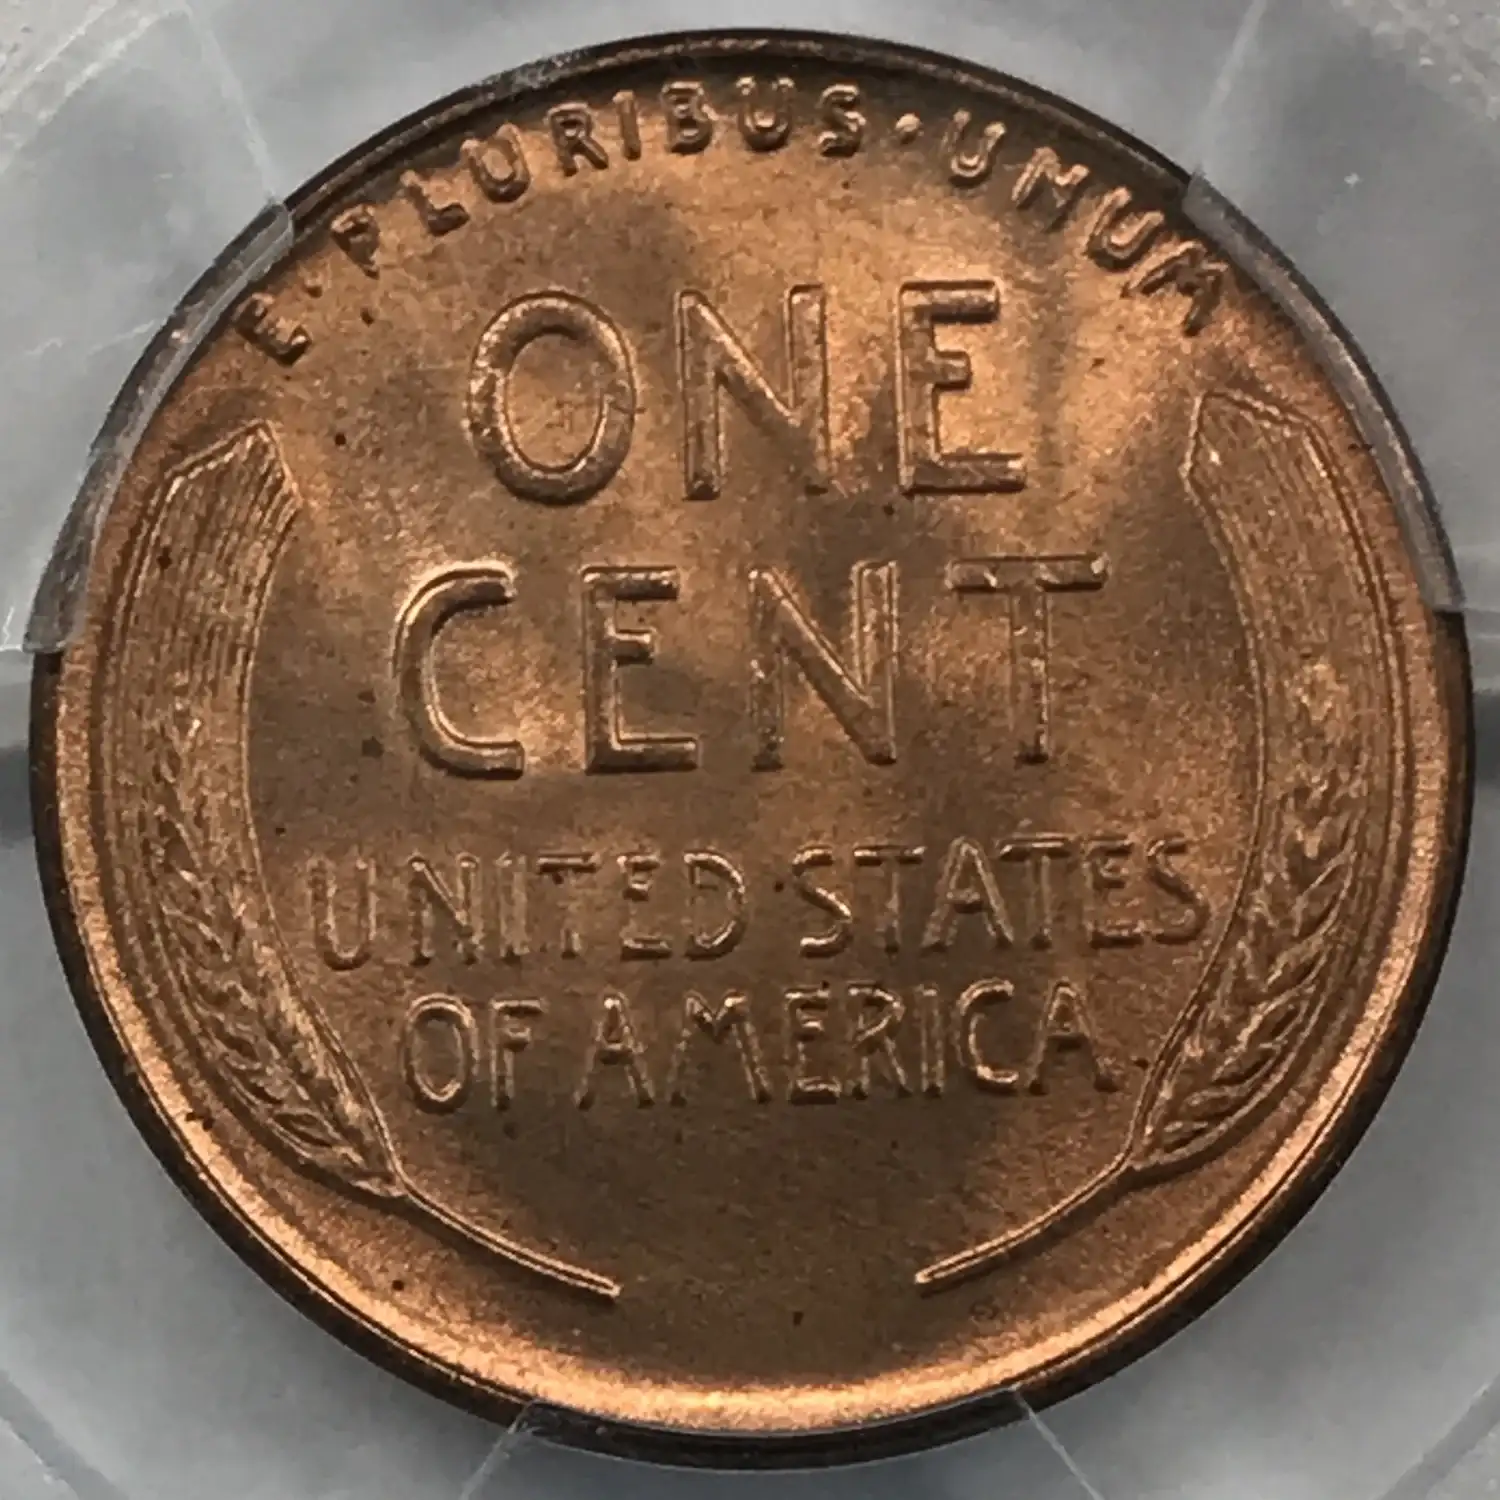 E·PLURIBUS·UNUM
ONE
CENT
UNITED STATES
OF AMERICA